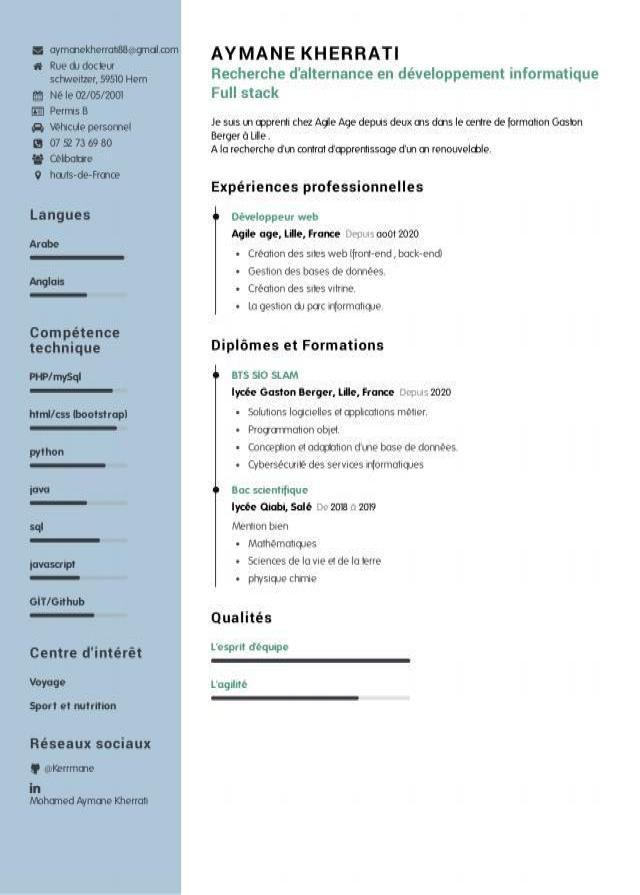 aymanekherrati88@gmail.com
Rue du docteur
schweitzer, 59510 Hem
Né le 02/05/2001
Permis B
Véhicule personnel
07 52 73 69 80
Célibataire
hauts-de-France
Langues
Arabe
Anglais
Compétence
technique
PHP/mySql
html/css (bootstrap)
python
java
sql
javascript
GIT/Github
Centre d'intérêt
Voyage
Sport et nutrition
Réseaux sociaux
@Kerrmane
in
Mohamed Aymane Kherrati
AYMANE KHERRATI
Recherche d'alternance en développement informatique
Full stack
Je suis un apprenti chez Agile Age depuis deux ans dans le centre de formation Gaston
Berger à Lille .
A la recherche d'un contrat d'apprentissage d'un an renouvelable.
Expériences professionnelles
Développeur web
Agile age, Lille, France Depuis août 2020
• Création des sites web (front-end , back-end)
• Gestion des bases de données.
• Création des sites vitrine.
• La gestion du parc informatique.
Diplômes et Formations
BTS SIO SLAM
lycée Gaston Berger, Lille, France Depuis 2020
• Solutions logicielles et applications métier.
• Programmation objet.
• Conception et adaptation d'une base de données.
• Cybersécurité des services informatiques
Bac scientifique
lycée Qiabi, Salé De 2018 à 2019
Mention bien
• Mathématiques
• Sciences de la vie et de la terre
• physique chimie
Qualités
L'esprit d'équipe
L'agilité